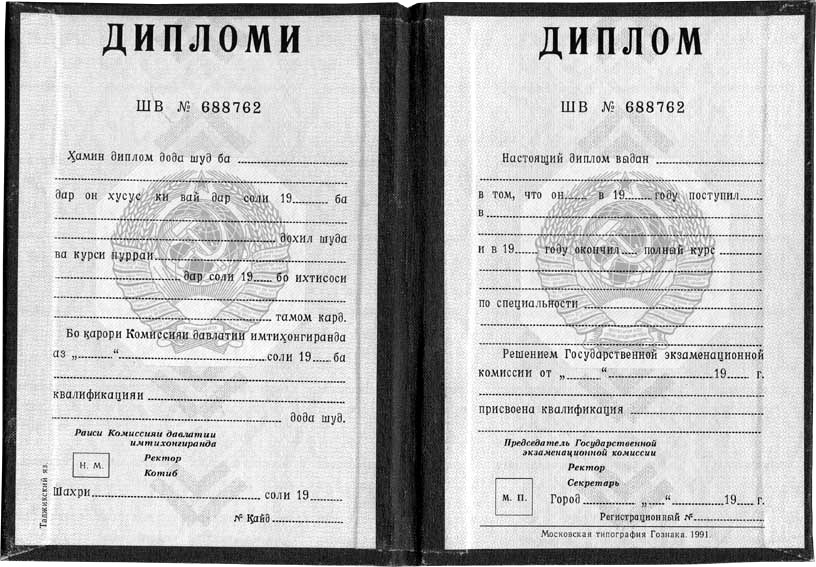 ДИПЛОМИ
ШВ № 688762
Ҳамин диплом дода шуд ба
дар он хусус ки вай дар соли 19 ба
дохил шуда
ва курси пурраи
дар соли 19 бо ихтисоси
тамом кард.
Бо қарори Комиссияи давлатии имтиҳонгиранда
аз „ “ соли 19 ба
квалификацияи
дода шуд.
Раиси Комиссияи давлатии
имтихонгиранда
Ректор
Н. М.
Котиб
Шахри соли 19
№ Қайд
Таджикский яз.
ДИПЛОМ
ШВ № 688762
Настоящий диплом выдан
в том, что он в 19 году поступил
в
и в 19 году окончил полный курс
по специальности
Решением Государственной экзаменационной
комиссии от „ “ 19 г.
присвоена квалификация
Председатель Государственной
экзаменационной комиссии
Ректор
Секретарь
М. П.
Город „ “ 19 г.
Регистрационный №
Московская типография Гознака. 1991.